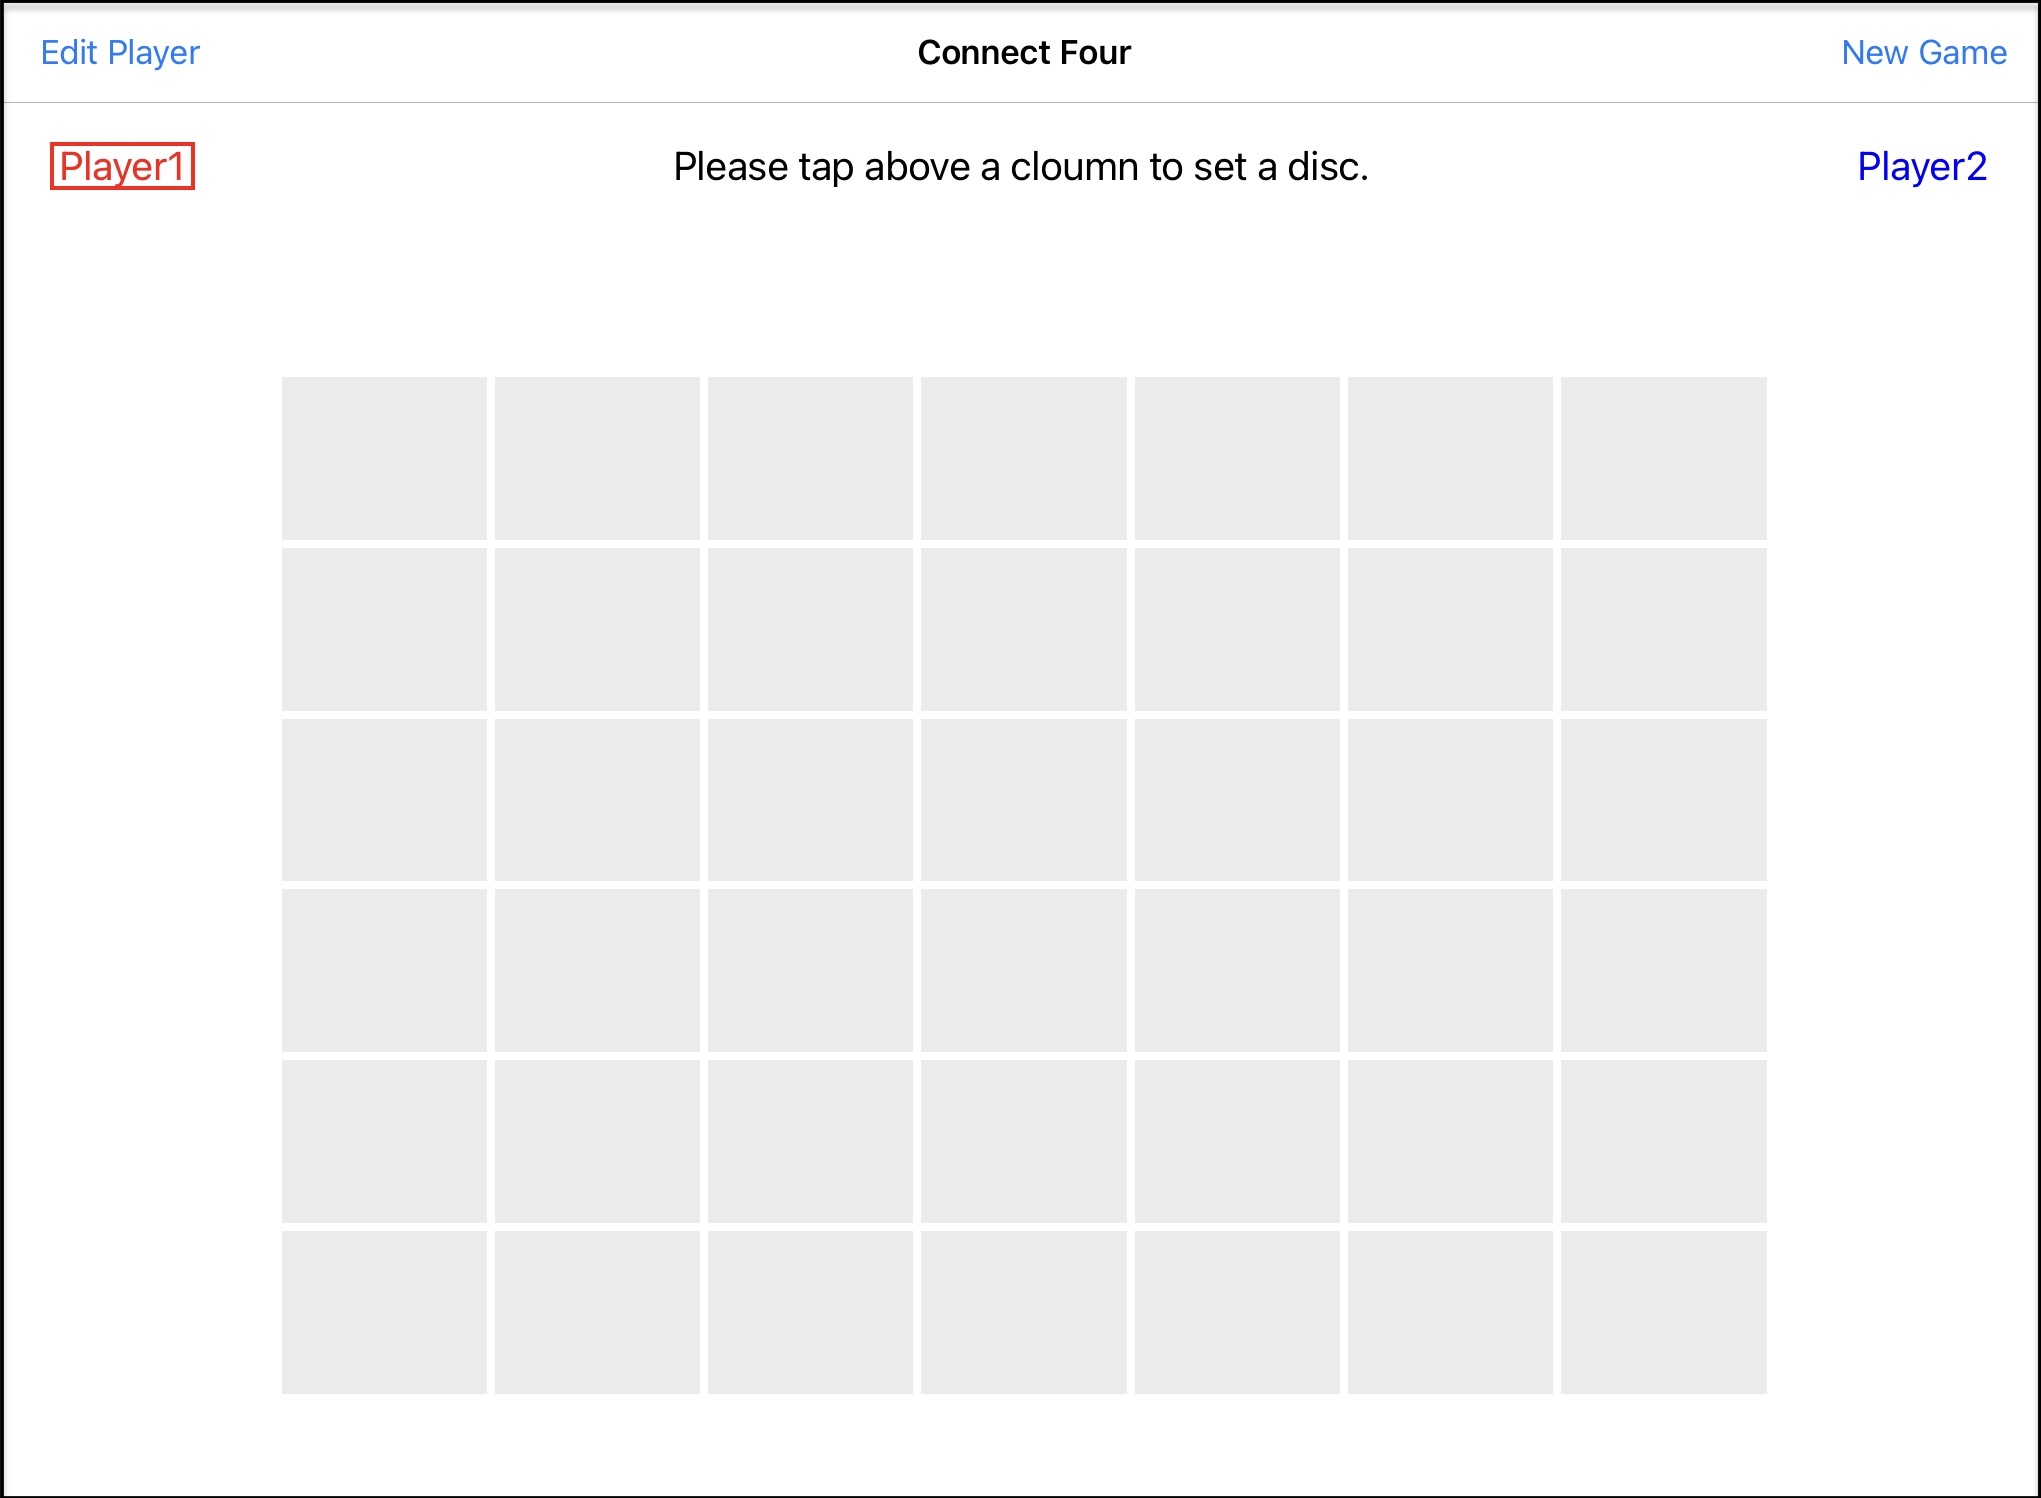 Edit Player
Connect Four
New Game
Player1
Please tap above a cloumn to set a disc.
Player2